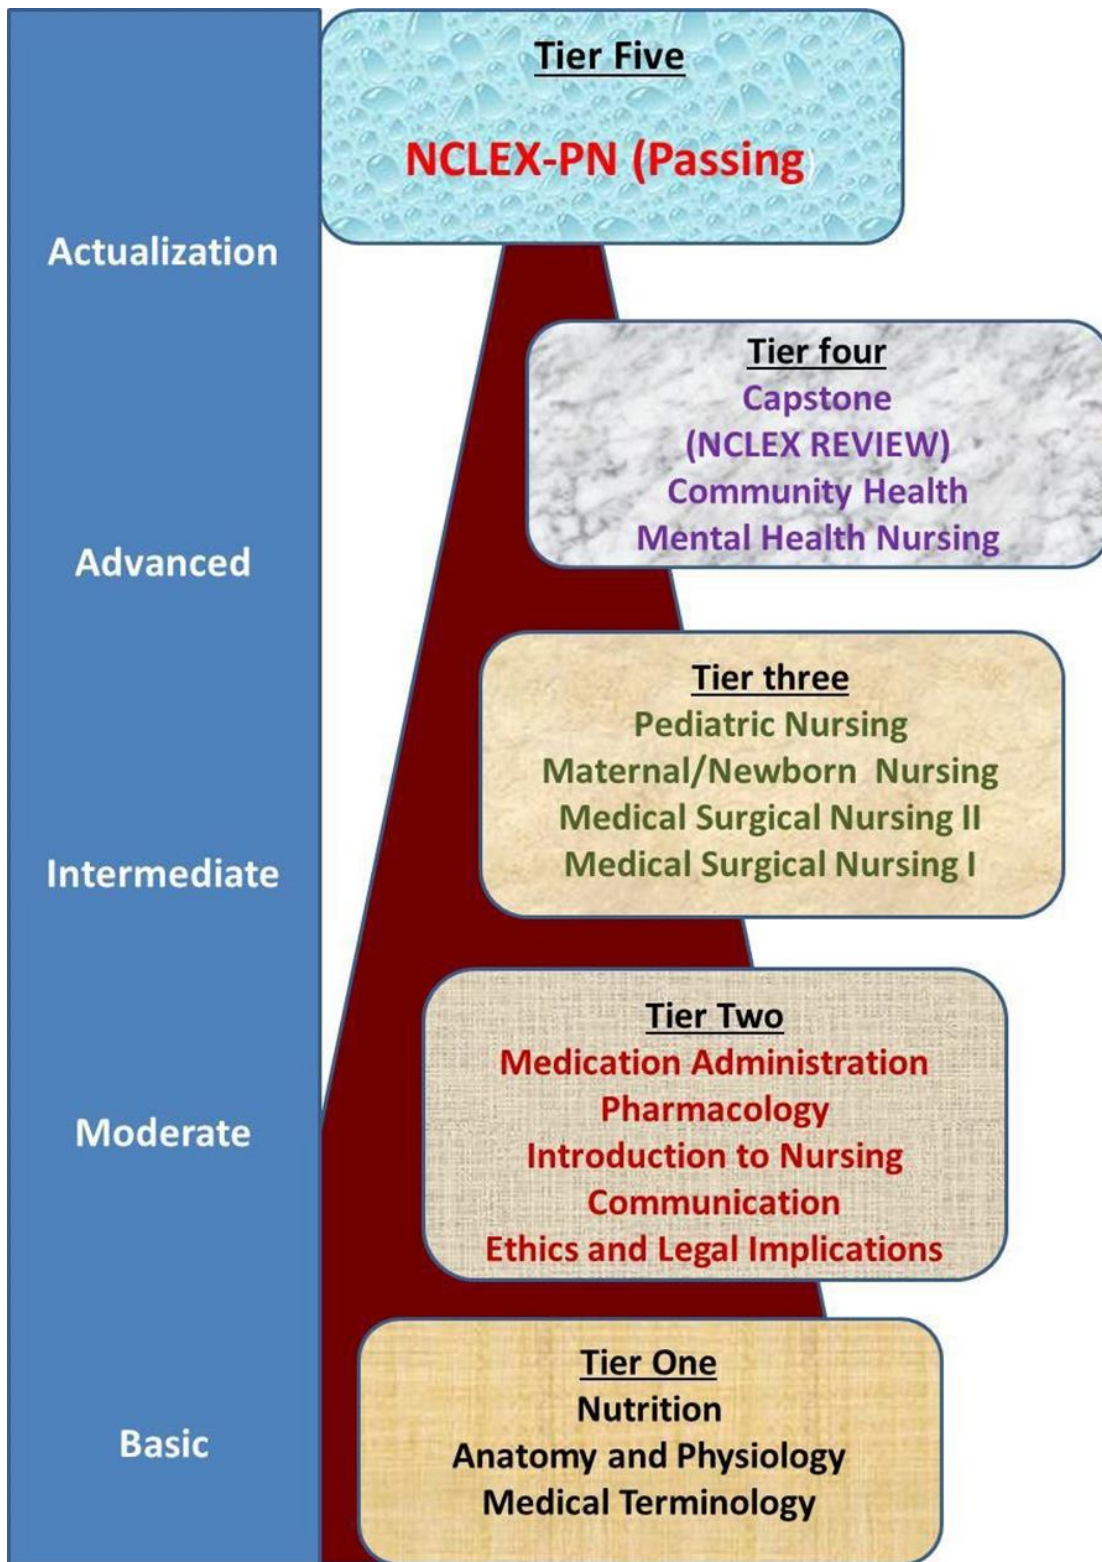 Tier Five
NCLEX-PN (Passing)
Actualization
Tier four
Capstone
(NCLEX REVIEW)
Community Health
Mental Health Nursing
Advanced
Tier three
Pediatric Nursing
Maternal/Newborn Nursing
Medical Surgical Nursing II
Medical Surgical Nursing I
Intermediate
Tier Two
Medication Administration
Pharmacology
Introduction to Nursing
Communication
Ethics and Legal Implications
Moderate
Tier One
Nutrition
Anatomy and Physiology
Medical Terminology
Basic